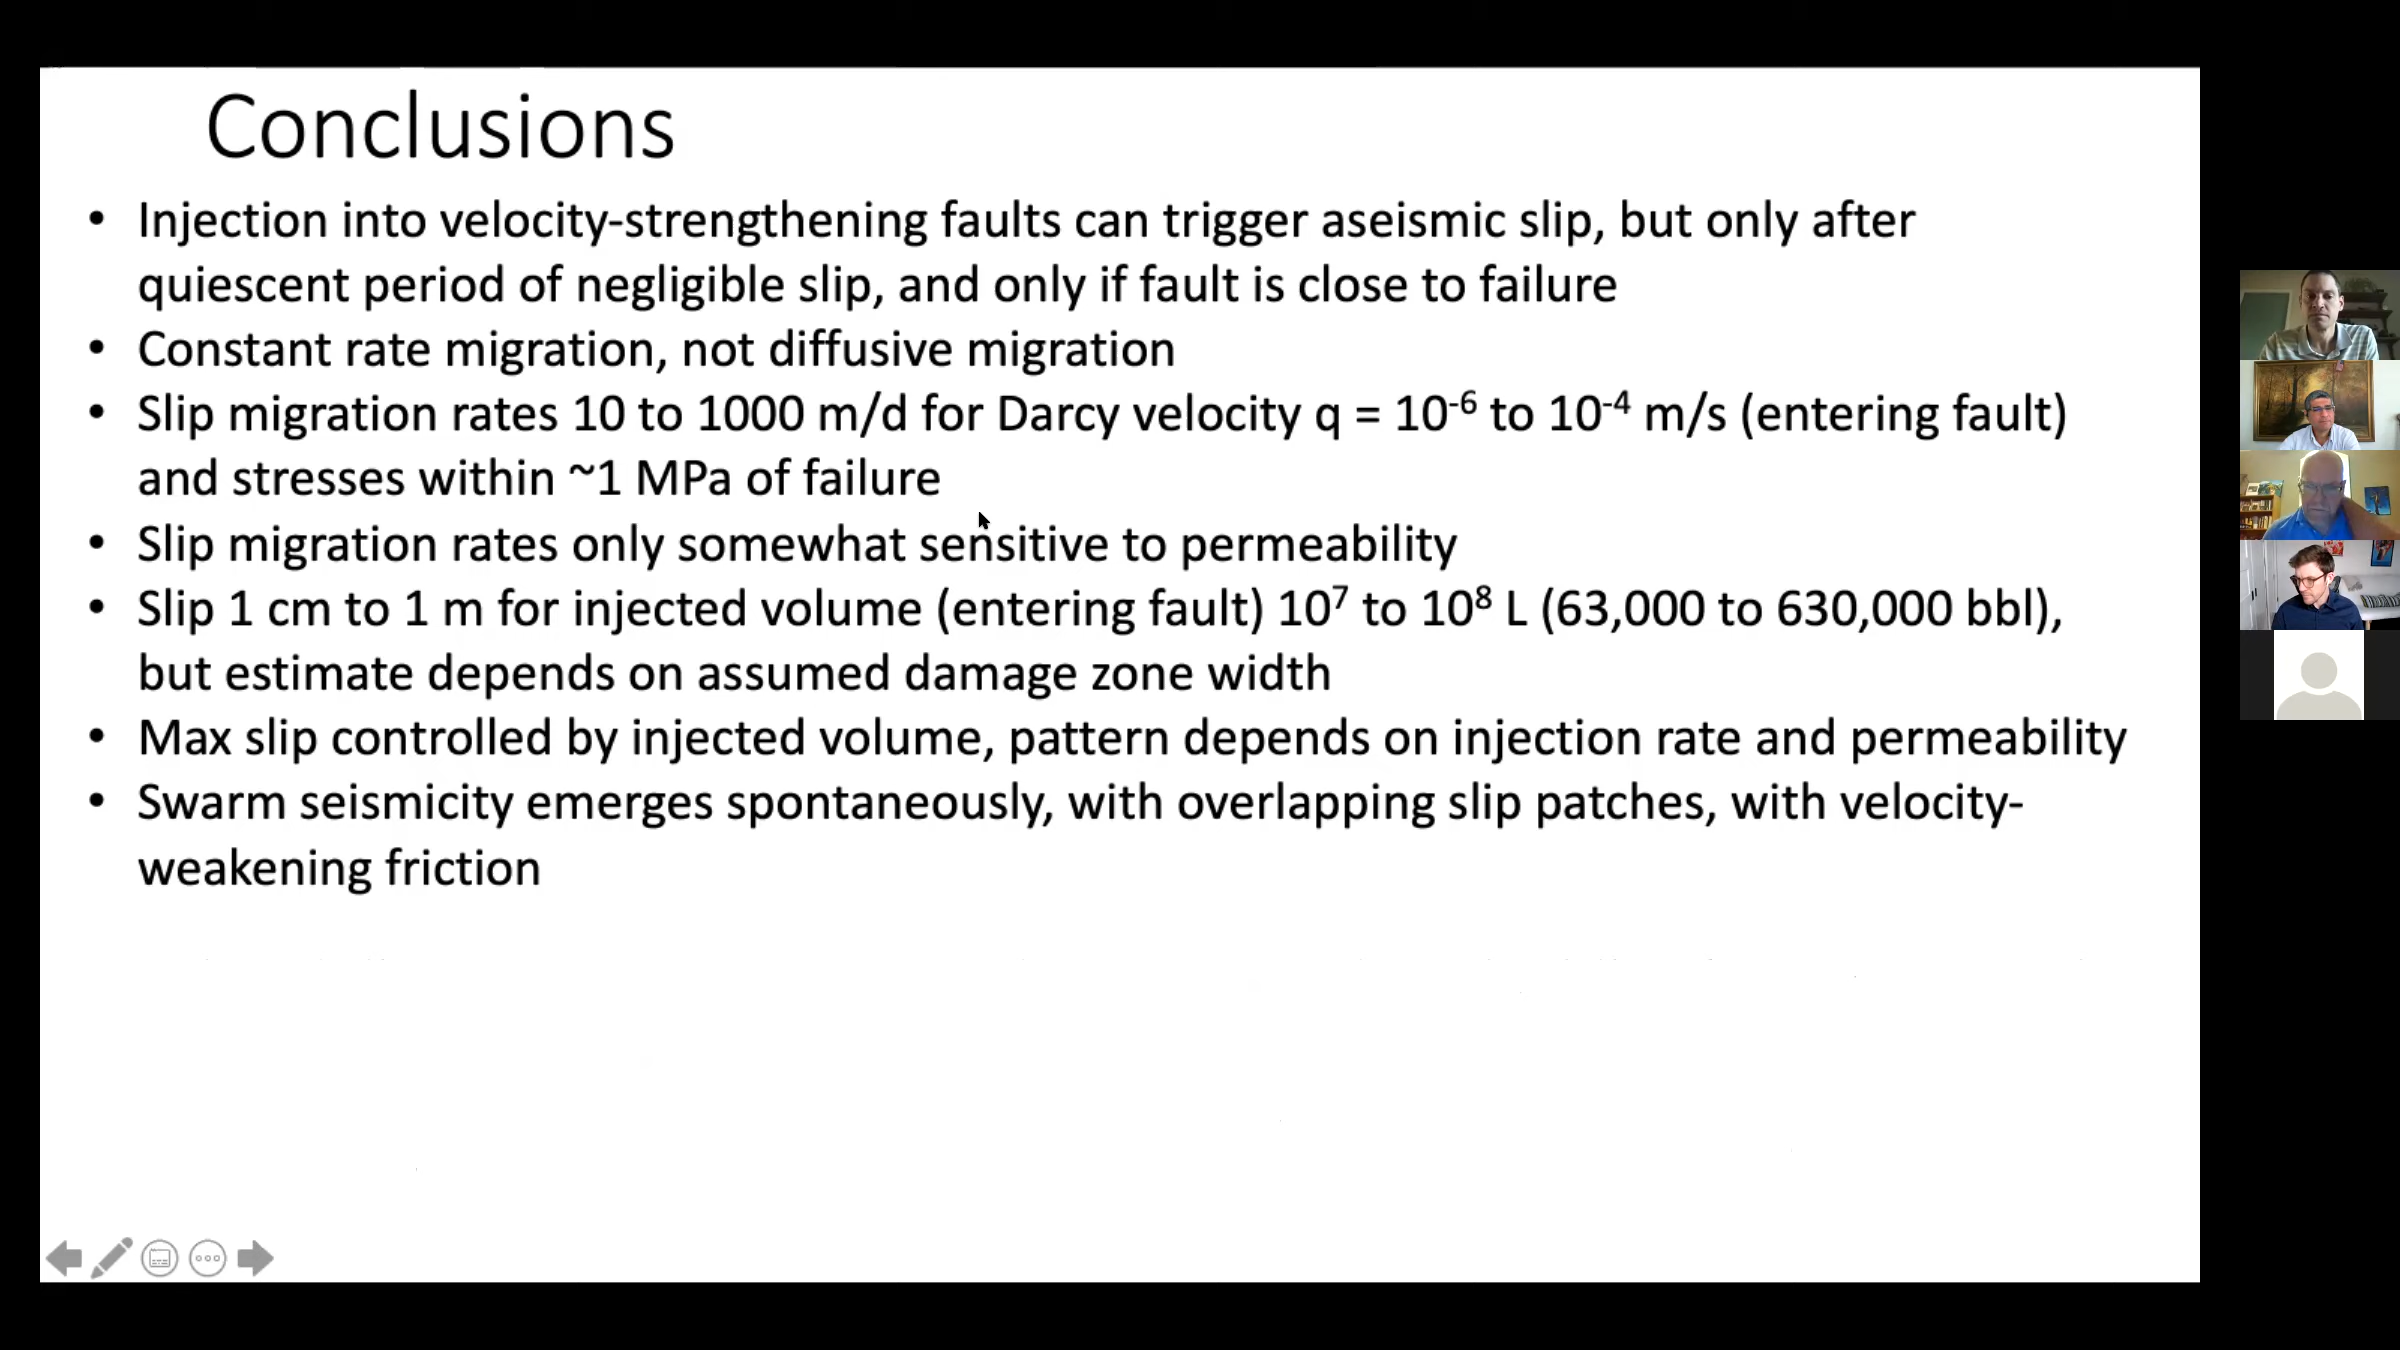 Conclusions
• Injection into velocity-strengthening faults can trigger aseismic slip, but only after
quiescent period of negligible slip, and only if fault is close to failure
• Constant rate migration, not diffusive migration
• Slip migration rates 10 to 1000 m/d for Darcy velocity q = 10⁻⁶ to 10⁻⁴ m/s (entering fault)
and stresses within ~1 MPa of failure
• Slip migration rates only somewhat sensitive to permeability
• Slip 1 cm to 1 m for injected volume (entering fault) 10⁷ to 10⁸ L (63,000 to 630,000 bbl),
but estimate depends on assumed damage zone width
• Max slip controlled by injected volume, pattern depends on injection rate and permeability
• Swarm seismicity emerges spontaneously, with overlapping slip patches, with velocity-
weakening friction